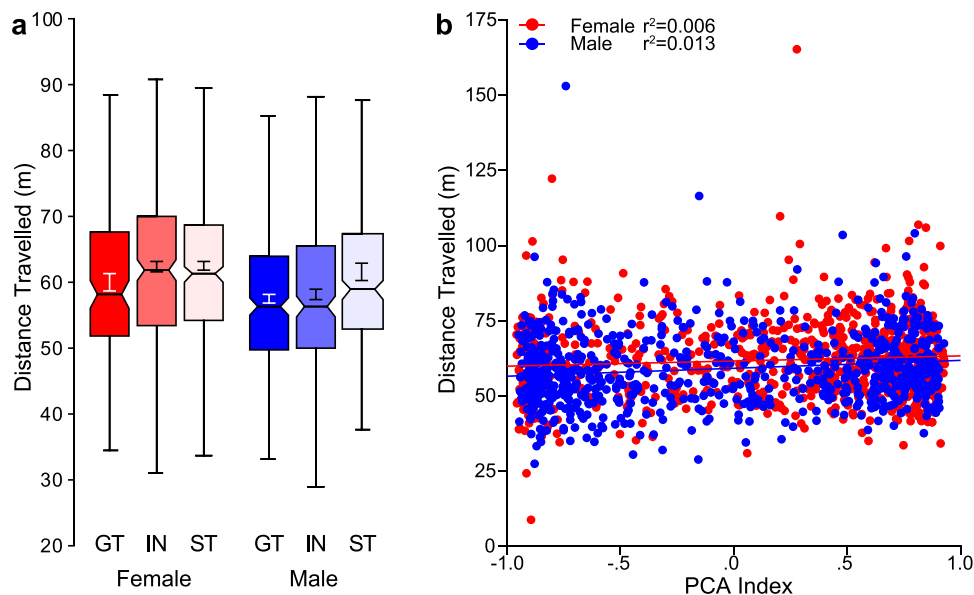 a
Distance Travelled (m)
100
90
80
70
60
50
40
30
20
GT IN ST GT IN ST
Female Male
b
Female r²=0.006
Male r²=0.013
Distance Travelled (m)
175
150
125
100
75
50
25
0
-1.0 -.5 .0 .5 1.0
PCA Index